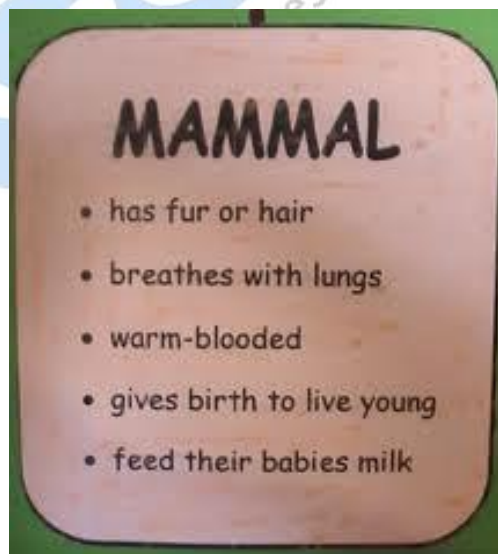 MAMMAL
• has fur or hair
• breathes with lungs
• warm-blooded
• gives birth to live young
• feed their babies milk